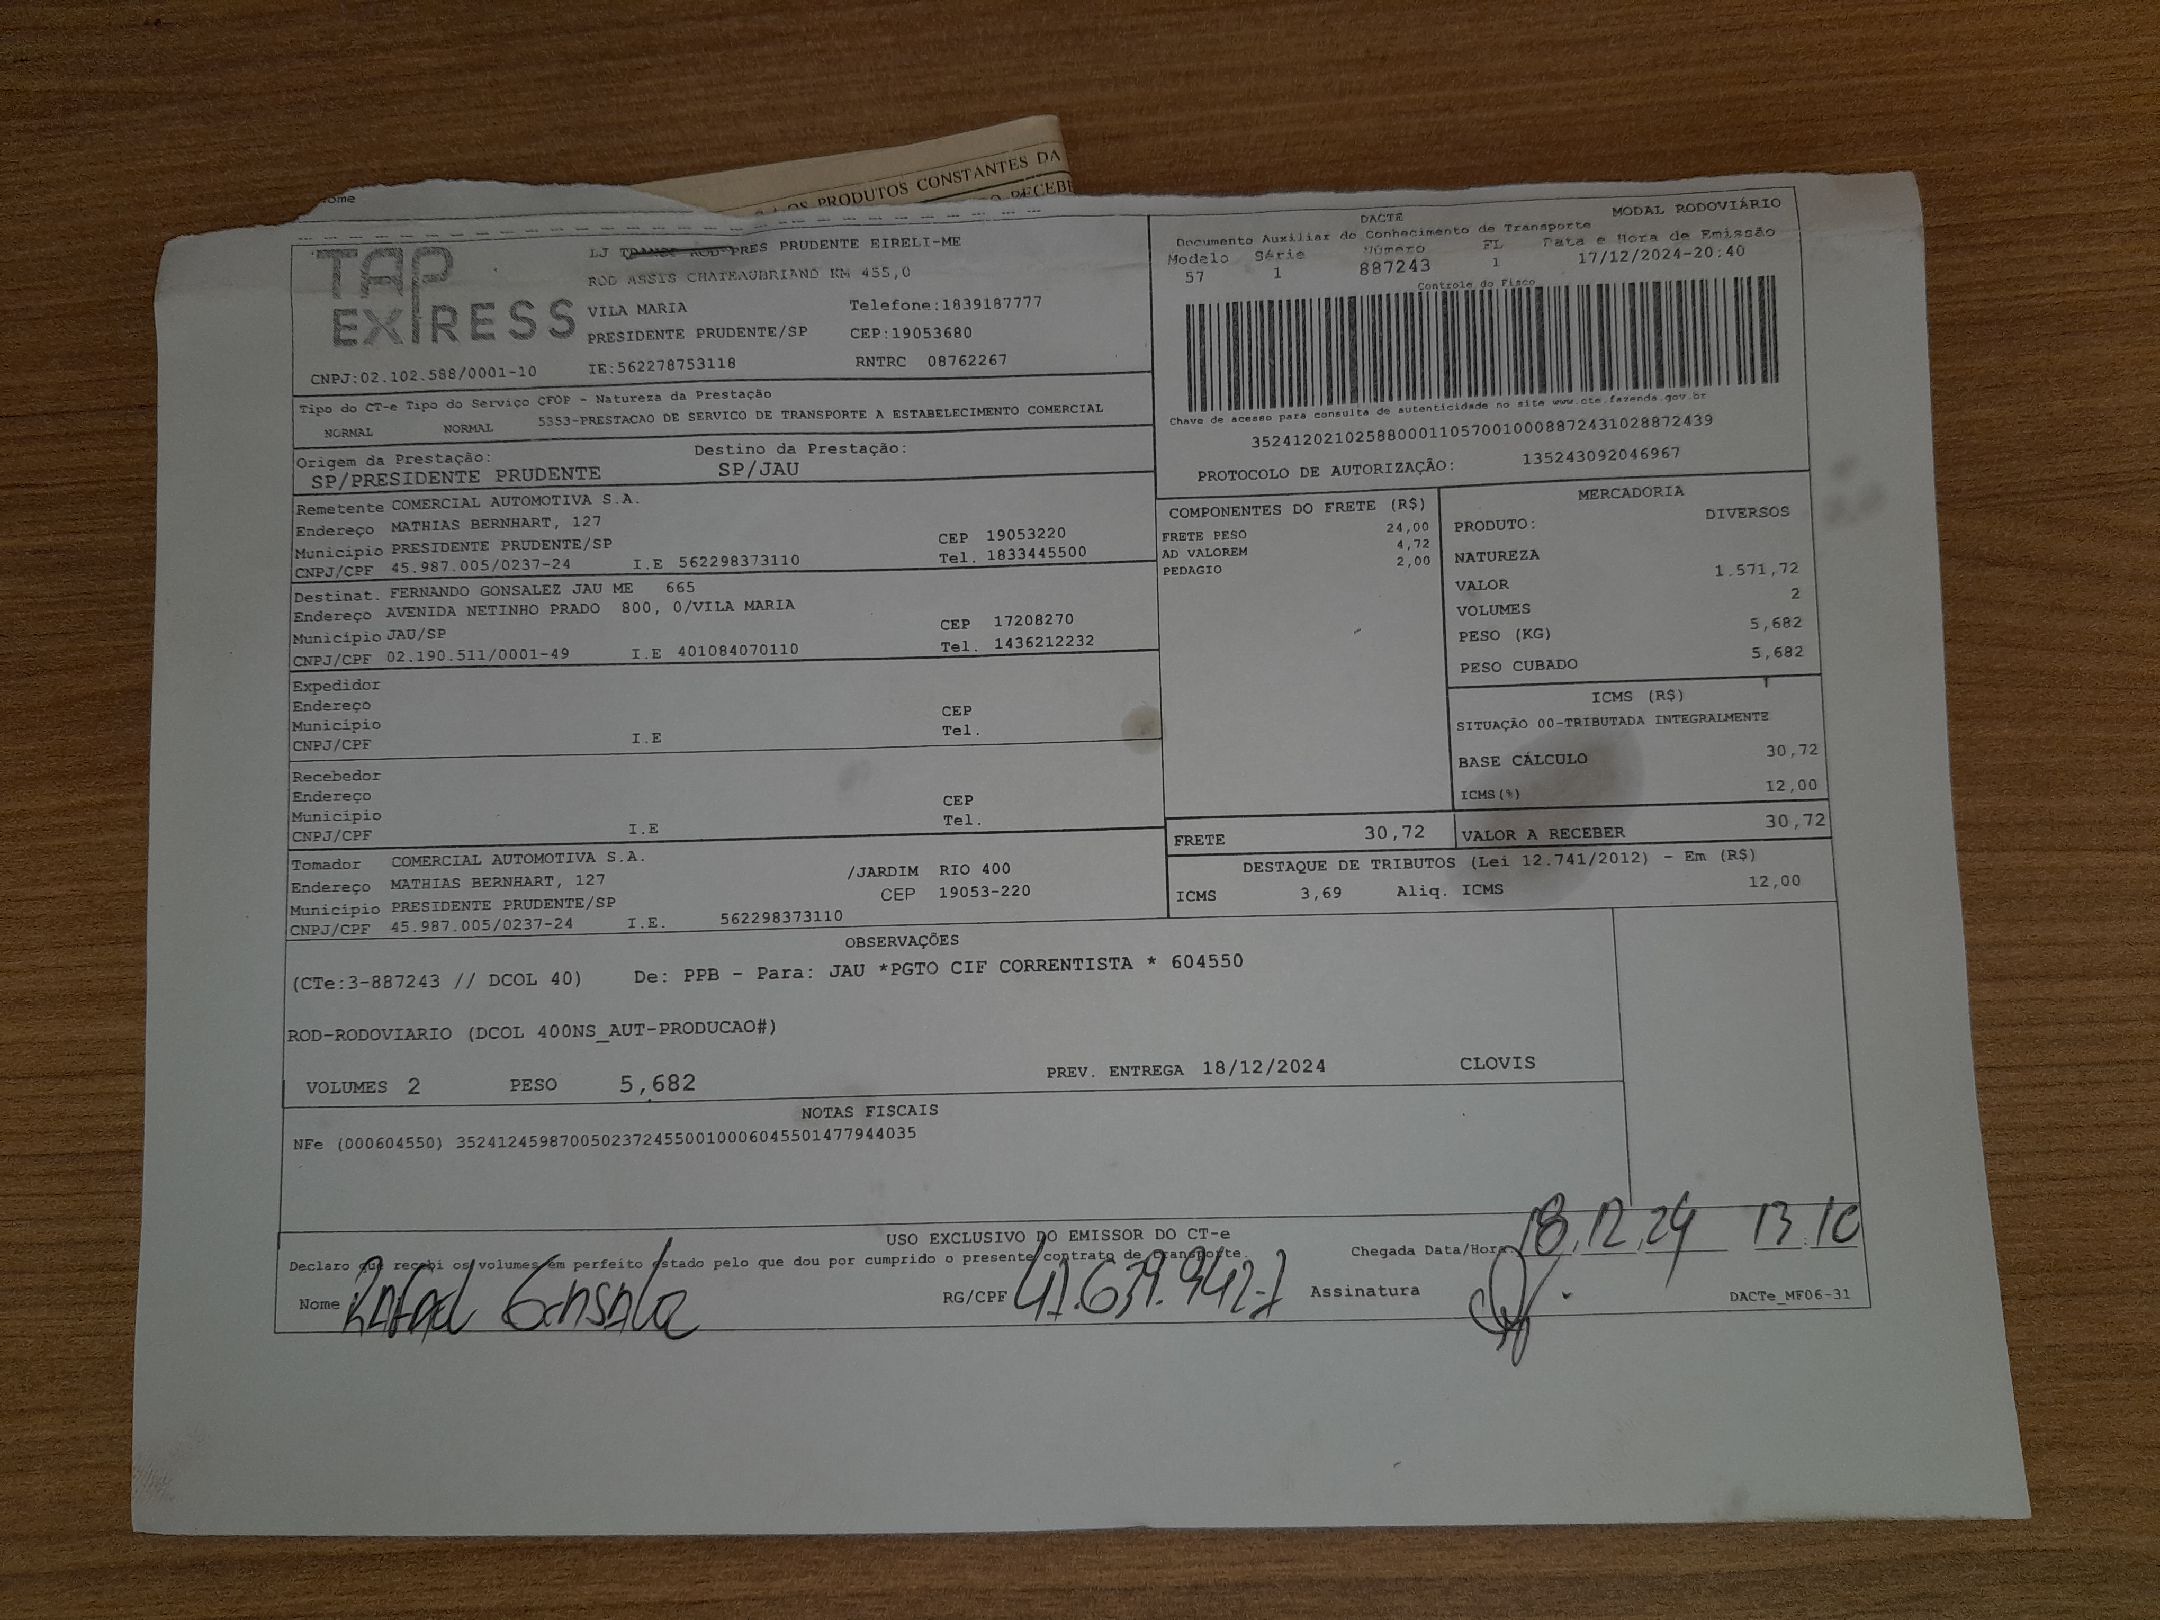 OS PRODUTOS CONSTANTES DA
RECEBE
ome
TAP EXPRESS
LJ TRANSP ROD PRES PRUDENTE EIRELI-ME
ROD ASSIS CHATEAUBRIAND KM 455,0
VILA MARIA Telefone:1839187777
PRESIDENTE PRUDENTE/SP CEP:19053680
CNPJ:02.102.588/0001-10 IE:562278753118 RNTRC 08762267
DACTE MODAL RODOVIÁRIO
Documento Auxiliar do Conhecimento de Transporte
Modelo Série Número FL Data e Hora de Emissão
57 1 887243 1 17/12/2024-20:40
Controle do Fisco
Chave de acesso para consulta de autenticidade no site www.cte.fazenda.gov.br
35241202102588000110570010008872431028872439
PROTOCOLO DE AUTORIZAÇÃO: 135243092046967
Tipo do CT-e Tipo do Serviço CFOP - Natureza da Prestação
NORMAL NORMAL 5353-PRESTACAO DE SERVICO DE TRANSPORTE A ESTABELECIMENTO COMERCIAL
Origem da Prestação: Destino da Prestação:
SP/PRESIDENTE PRUDENTE SP/JAU
Remetente COMERCIAL AUTOMOTIVA S.A.
Endereço MATHIAS BERNHART, 127 CEP 19053220
Município PRESIDENTE PRUDENTE/SP Tel. 1833445500
CNPJ/CPF 45.987.005/0237-24 I.E 562298373110
Destinat. FERNANDO GONSALEZ JAU ME 665
Endereço AVENIDA NETINHO PRADO 800, 0/VILA MARIA
Município JAU/SP CEP 17208270
CNPJ/CPF 02.190.511/0001-49 I.E 401084070110 Tel. 1436212232
Expedidor
Endereço
Município CEP
CNPJ/CPF I.E Tel.
Recebedor
Endereço CEP
Município Tel.
CNPJ/CPF I.E
Tomador COMERCIAL AUTOMOTIVA S.A.
Endereço MATHIAS BERNHART, 127 /JARDIM RIO 400
Município PRESIDENTE PRUDENTE/SP CEP 19053-220
CNPJ/CPF 45.987.005/0237-24 I.E. 562298373110
COMPONENTES DO FRETE (R$)
FRETE PESO 24,00
AD VALOREM 4,72
PEDAGIO 2,00
MERCADORIA
PRODUTO: DIVERSOS
NATUREZA
VALOR 1.571,72
VOLUMES 2
PESO (KG) 5,682
PESO CUBADO 5,682
ICMS (R$)
SITUAÇÃO 00-TRIBUTADA INTEGRALMENTE
BASE CÁLCULO 30,72
ICMS(%) 12,00
FRETE 30,72 VALOR A RECEBER 30,72
DESTAQUE DE TRIBUTOS (Lei 12.741/2012) - Em (R$)
ICMS 3,69 Aliq. ICMS 12,00
OBSERVAÇÕES
(CTe:3-887243 // DCOL 40) De: PPB - Para: JAU *PGTO CIF CORRENTISTA * 604550
ROD-RODOVIARIO (DCOL 400NS_AUT-PRODUCAO#)
VOLUMES 2 PESO 5,682 PREV. ENTREGA 18/12/2024 CLOVIS
NOTAS FISCAIS
NFe (000604550) 35241245987005023724550010006045501477944035
USO EXCLUSIVO DO EMISSOR DO CT-e
Declaro que recebi os volumes em perfeito estado pelo que dou por cumprido o presente contrato de transporte.
Chegada Data/Hora 18,12,24 13:10
Nome Rafael Gonsalez RG/CPF 41.639.942-7 Assinatura
DACTe_MF06-31